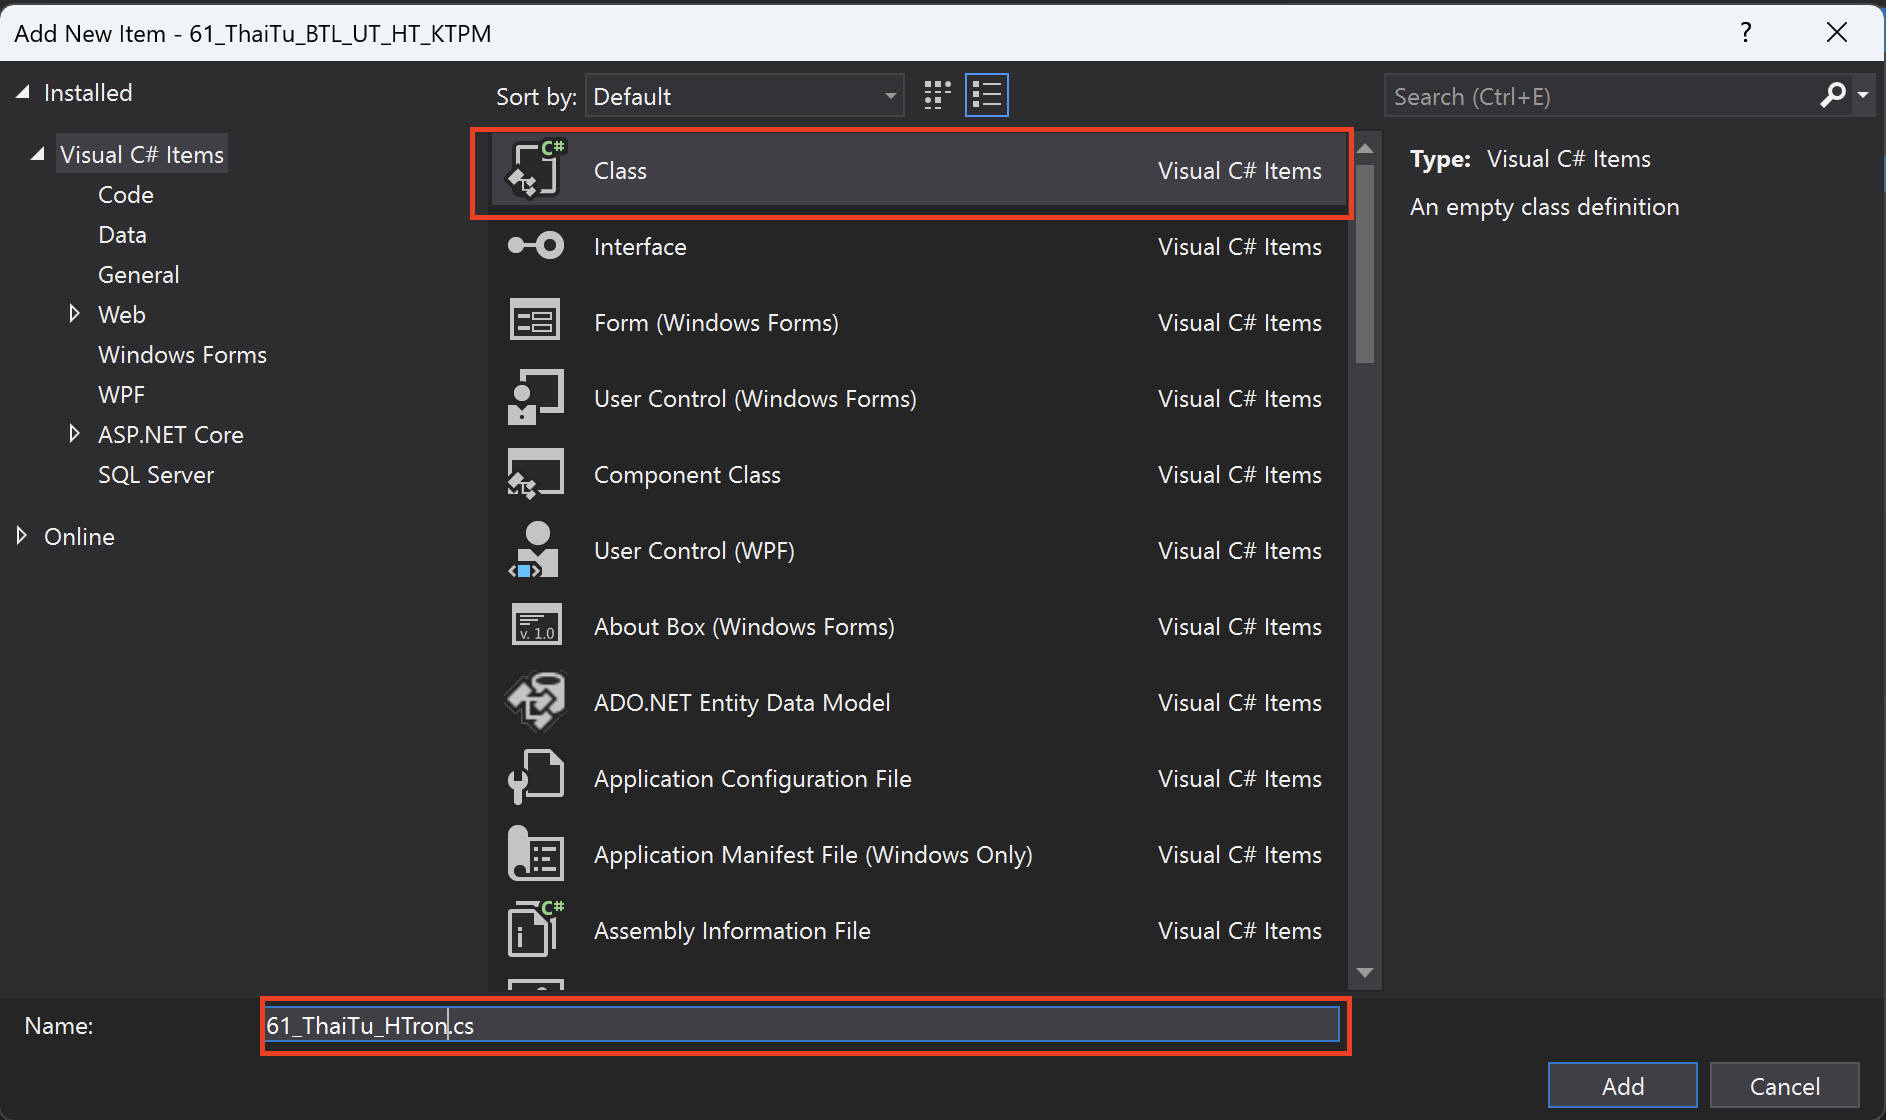 Add New Item - 61_ThaiTu_BTL_UT_HT_KTPM
?
Installed
Visual C# Items
Code
Data
General
Web
Windows Forms
WPF
ASP.NET Core
SQL Server
Online
Sort by: Default
C# Class Visual C# Items
Interface Visual C# Items
Form (Windows Forms) Visual C# Items
User Control (Windows Forms) Visual C# Items
Component Class Visual C# Items
User Control (WPF) Visual C# Items
v. 1.0 About Box (Windows Forms) Visual C# Items
ADO.NET Entity Data Model Visual C# Items
Application Configuration File Visual C# Items
Application Manifest File (Windows Only) Visual C# Items
C# Assembly Information File Visual C# Items
Search (Ctrl+E)
Type: Visual C# Items
An empty class definition
Name: 61_ThaiTu_HTron.cs
Add Cancel